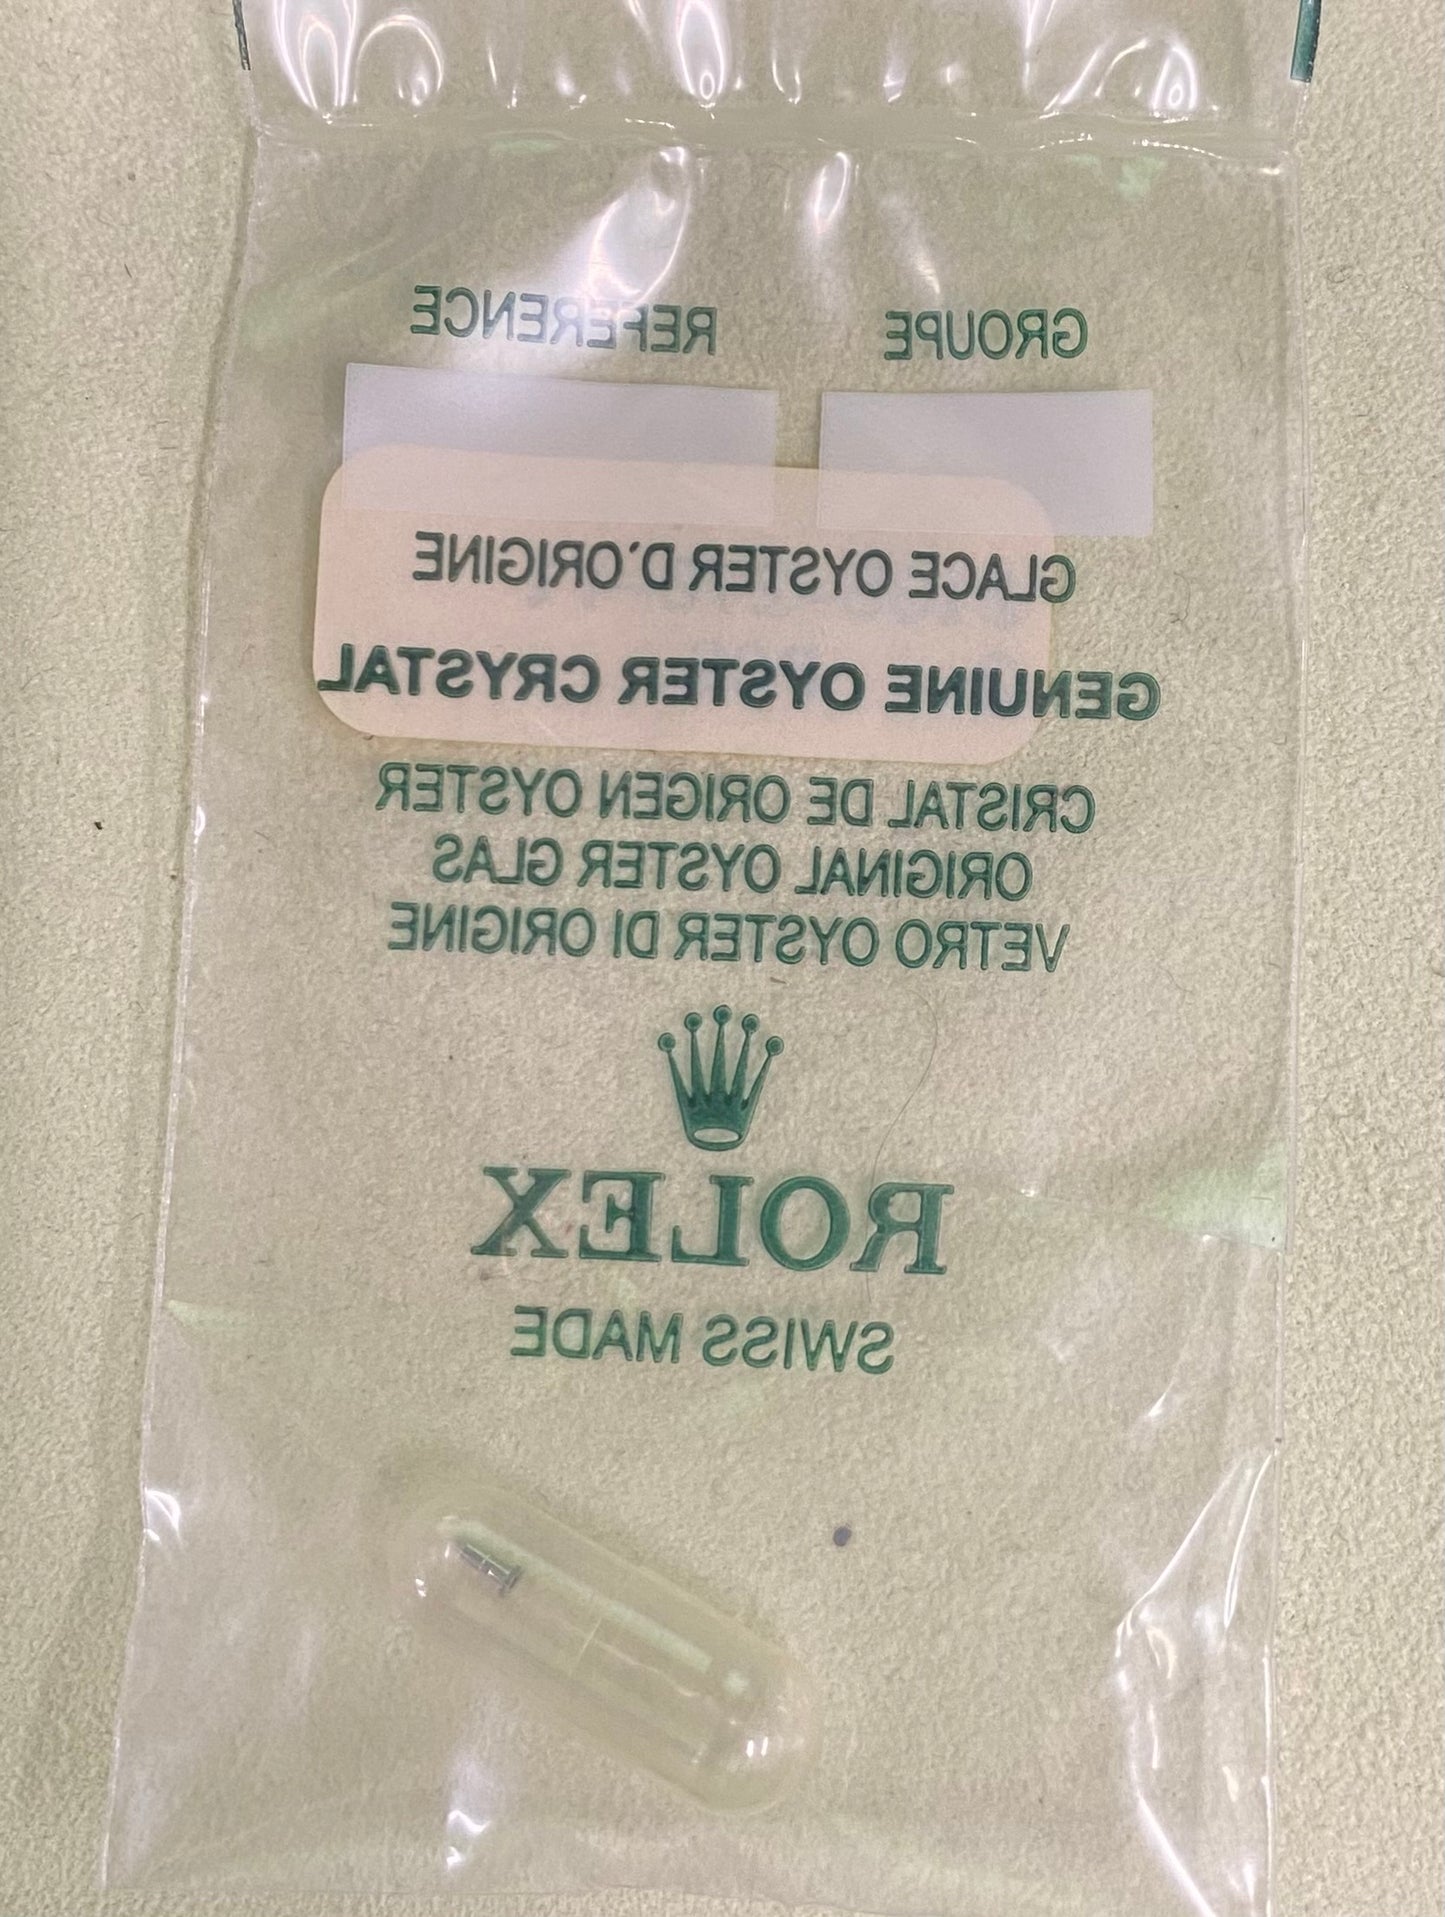 GROUPE REFERENCE
GLACE OYSTER D'ORIGINE
GENUINE OYSTER CRYSTAL
CRISTAL DE ORIGEN OYSTER
ORIGINAL OYSTER GLAS
VETRO OYSTER DI ORIGINE
ROLEX
SWISS MADE